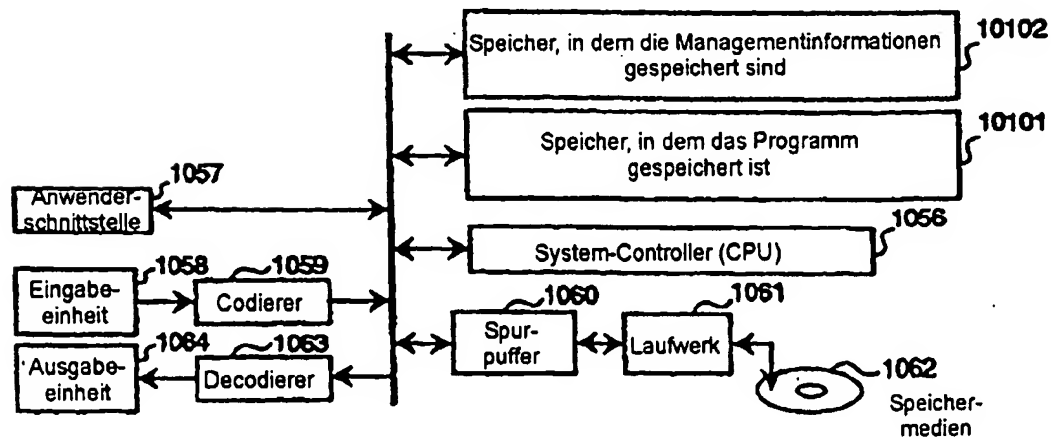 10102
Speicher, in dem die Managementinformationen
gespeichert sind
10101
Speicher, in dem das Programm
gespeichert ist
1057
Anwender-
schnittstelle
1056
System-Controller (CPU)
1058
Eingabe-
einheit
1059
Codierer
1060
Spur-
puffer
1061
Laufwerk
1064
Ausgabe-
einheit
1063
Decodierer
1062
Speicher-
medien